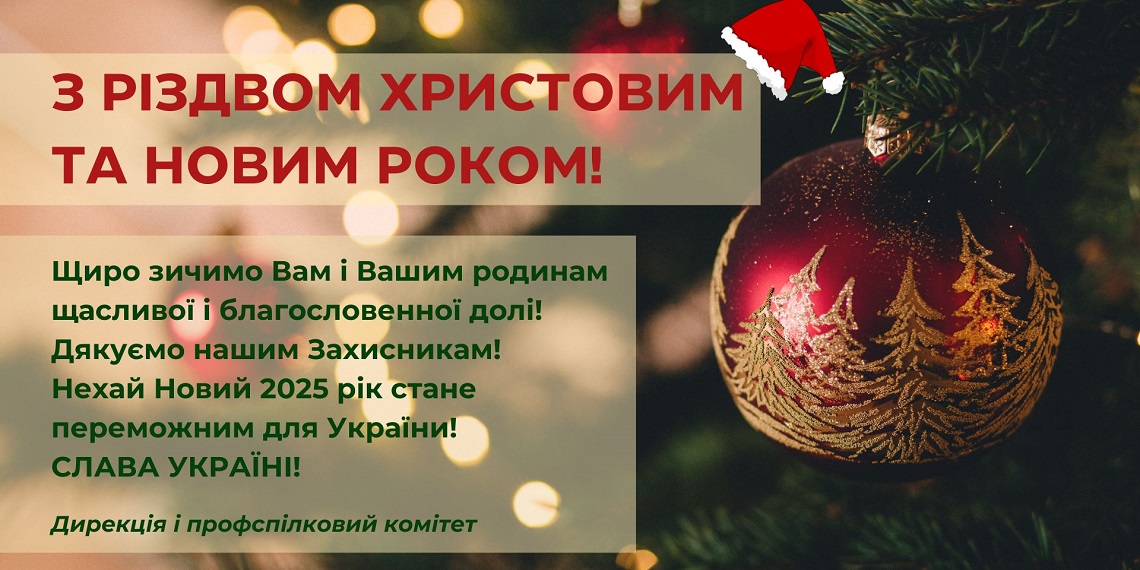 З РІЗДВОМ ХРИСТОВИМ
ТА НОВИМ РОКОМ!
Щиро зичимо Вам і Вашим родинам
щасливої і благословенної долі!
Дякуємо нашим Захисникам!
Нехай Новий 2025 рік стане
переможним для України!
СЛАВА УКРАЇНІ!
Дирекція і профспілковий комітет